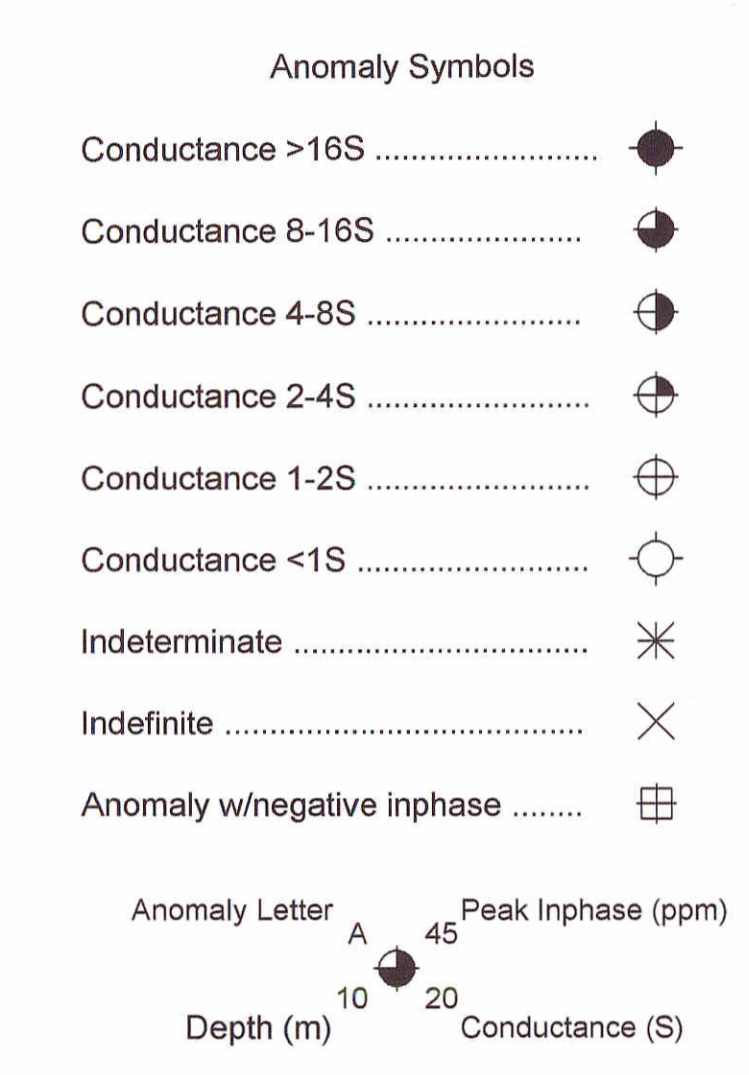 Anomaly Symbols
Conductance >16S .........................
Conductance 8-16S ......................
Conductance 4-8S ........................
Conductance 2-4S .........................
Conductance 1-2S .........................
Conductance <1S ..........................
Indeterminate .................................
Indefinite ........................................
Anomaly w/negative inphase ........
Anomaly Letter Peak Inphase (ppm)
A 45
10 20
Depth (m) Conductance (S)